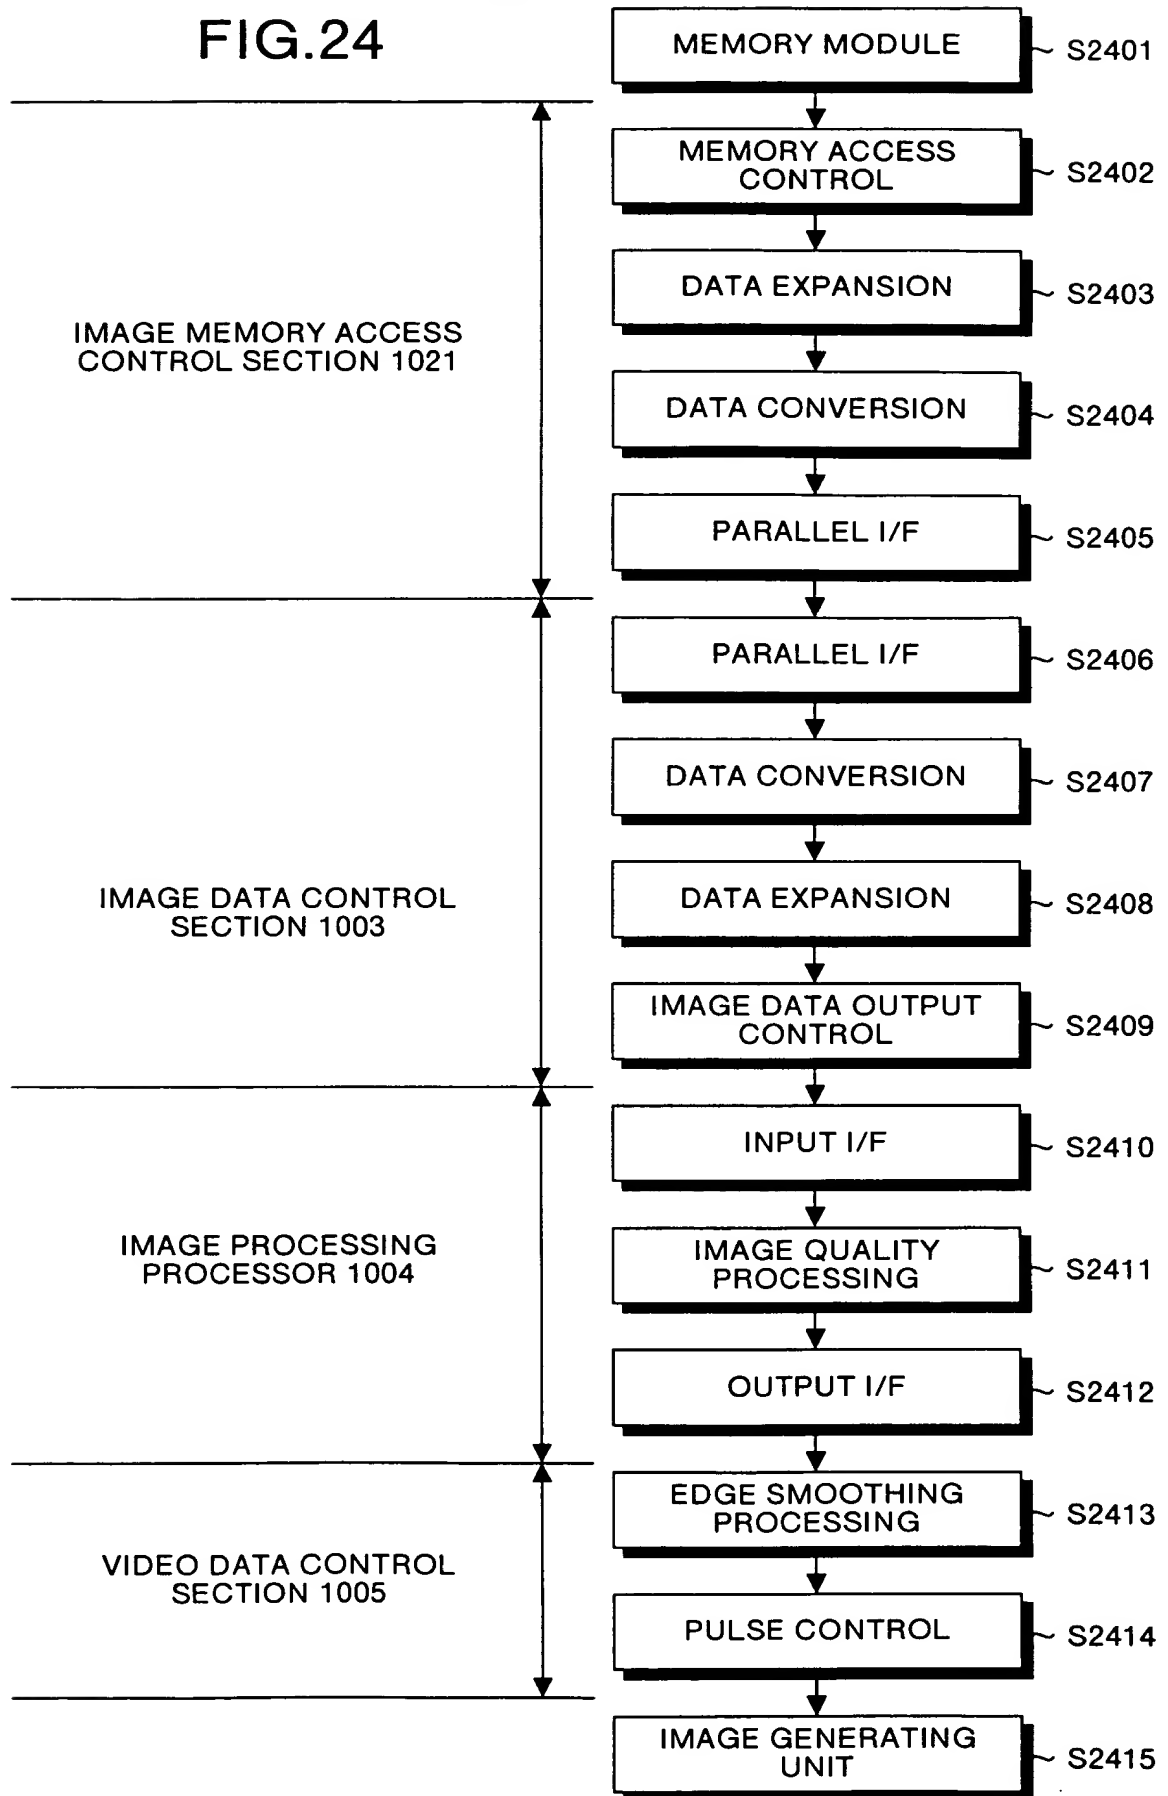 FIG.24
MEMORY MODULE
S2401
MEMORY ACCESS
CONTROL
S2402
DATA EXPANSION
S2403
IMAGE MEMORY ACCESS
CONTROL SECTION 1021
DATA CONVERSION
S2404
PARALLEL I/F
S2405
PARALLEL I/F
S2406
DATA CONVERSION
S2407
IMAGE DATA CONTROL
SECTION 1003
DATA EXPANSION
S2408
IMAGE DATA OUTPUT
CONTROL
S2409
INPUT I/F
S2410
IMAGE PROCESSING
PROCESSOR 1004
IMAGE QUALITY
PROCESSING
S2411
OUTPUT I/F
S2412
EDGE SMOOTHING
PROCESSING
S2413
VIDEO DATA CONTROL
SECTION 1005
PULSE CONTROL
S2414
IMAGE GENERATING
UNIT
S2415